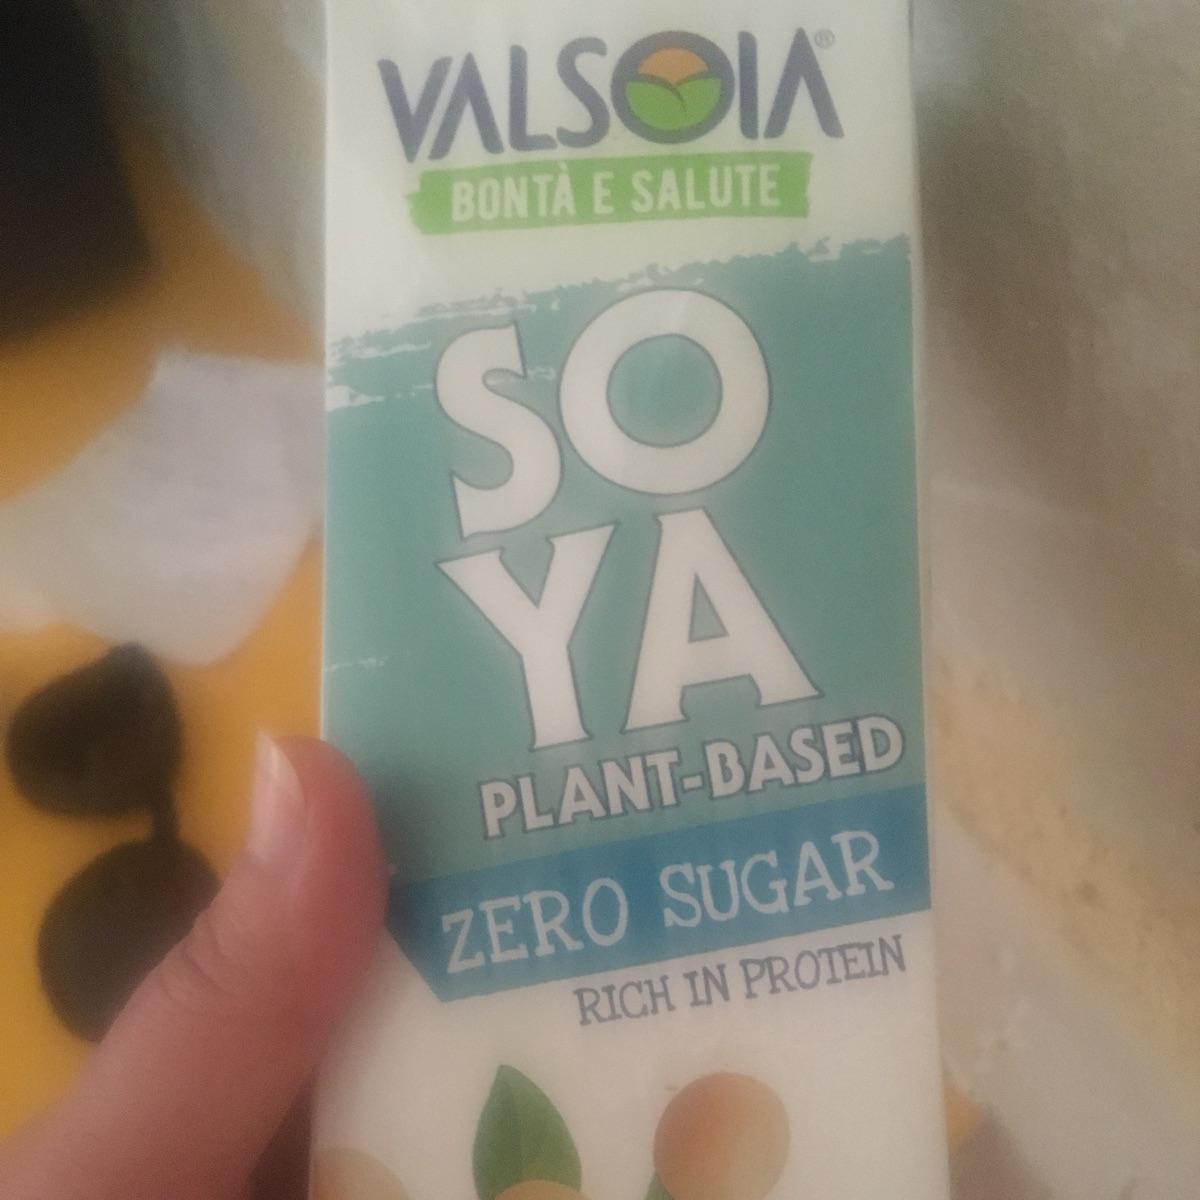 VALSOIA®
BONTÀ E SALUTE
SO
YA
PLANT-BASED
ZERO SUGAR
RICH IN PROTEIN